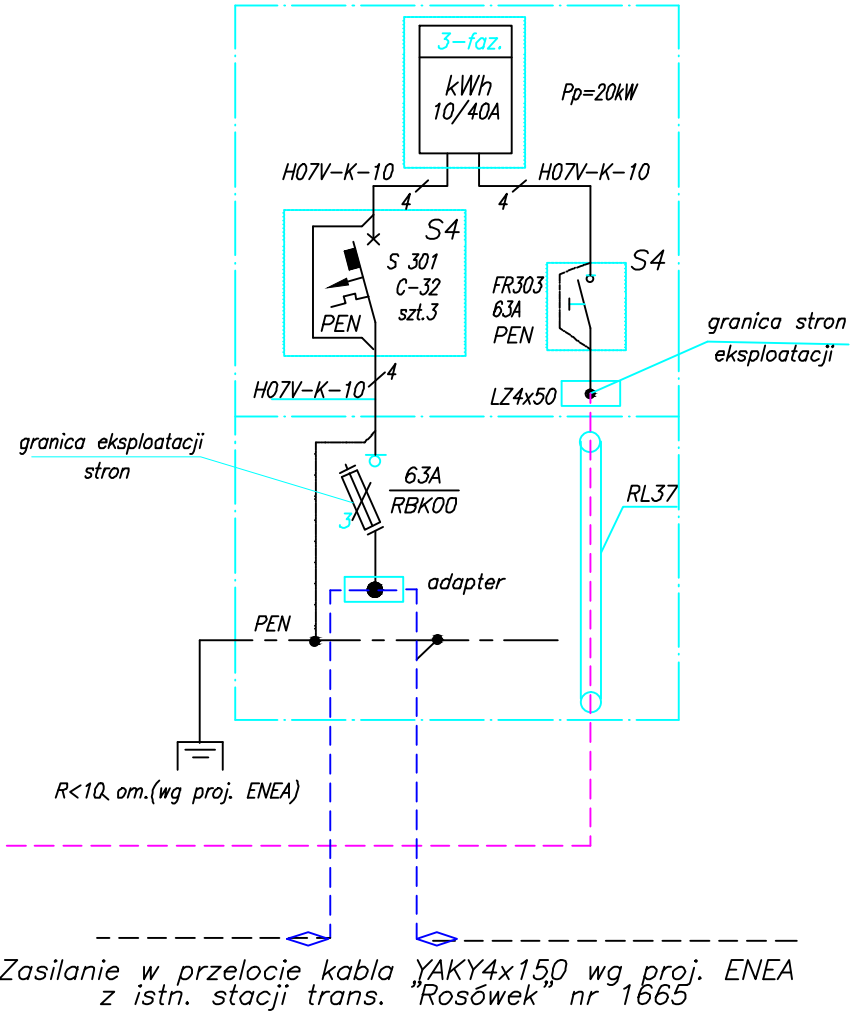 3-faz.
kWh
10/40A
Pp=20kW
H07V-K-10
H07V-K-10
4
4
S4
S 301
C-32
szt.3
PEN
S4
FR303
63A
PEN
granica stron
eksploatacji
4
H07V-K-10
LZ4x50
granica eksploatacji
stron
63A
RBK00
3
RL37
adapter
PEN
R<10 om.(wg proj. ENEA)
Zasilanie w przelocie kabla YAKY4x150 wg proj. ENEA
z istn. stacji trans. "Rosówek" nr 1665